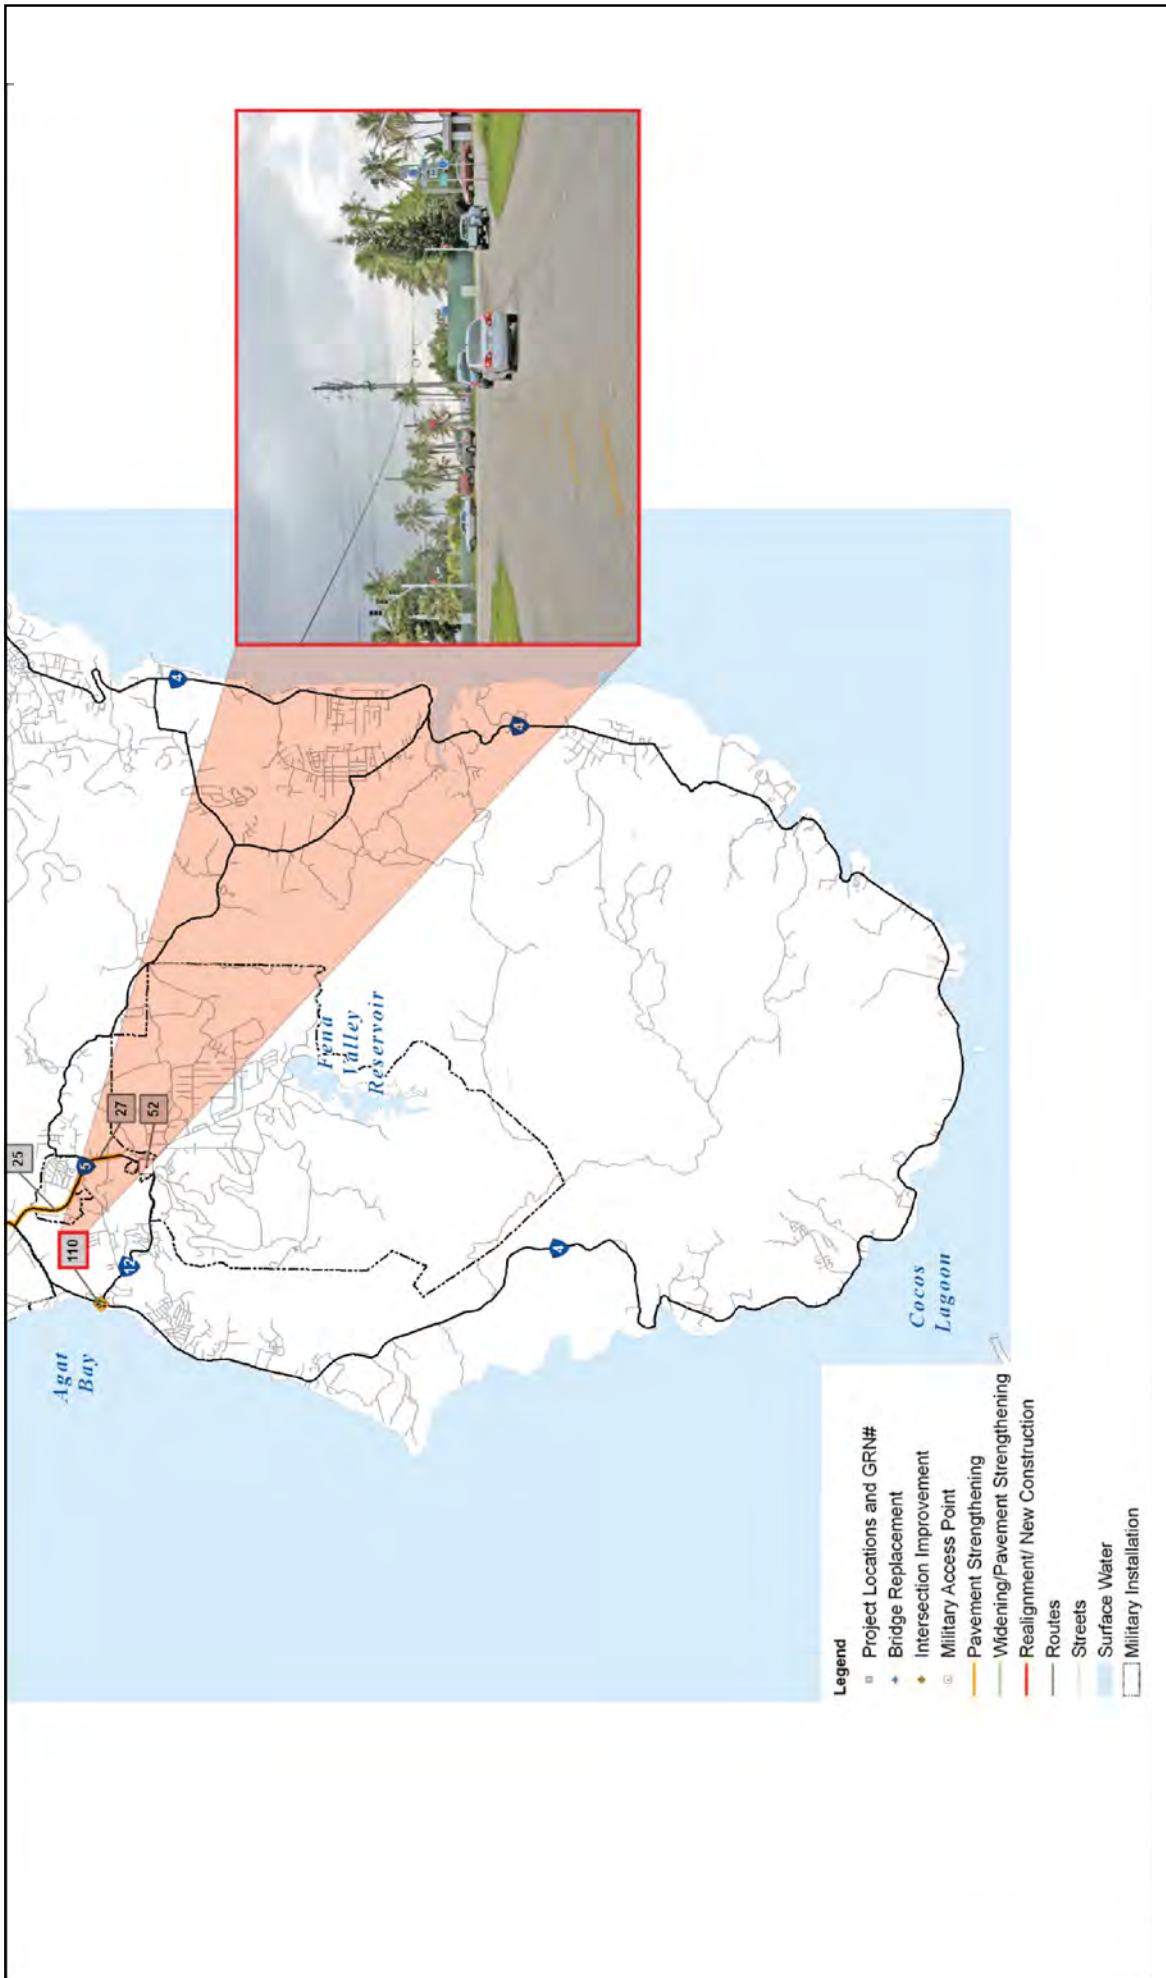 25
27
52
5
110
12
4
4
4
Agat
Bay
Fena
Valley
Reservoir
Cocos
Lagoon
Legend
Project Locations and GRN#
Bridge Replacement
Intersection Improvement
Military Access Point
Pavement Strengthening
Widening/Pavement Strengthening
Realignment/ New Construction
Routes
Streets
Surface Water
Military Installation